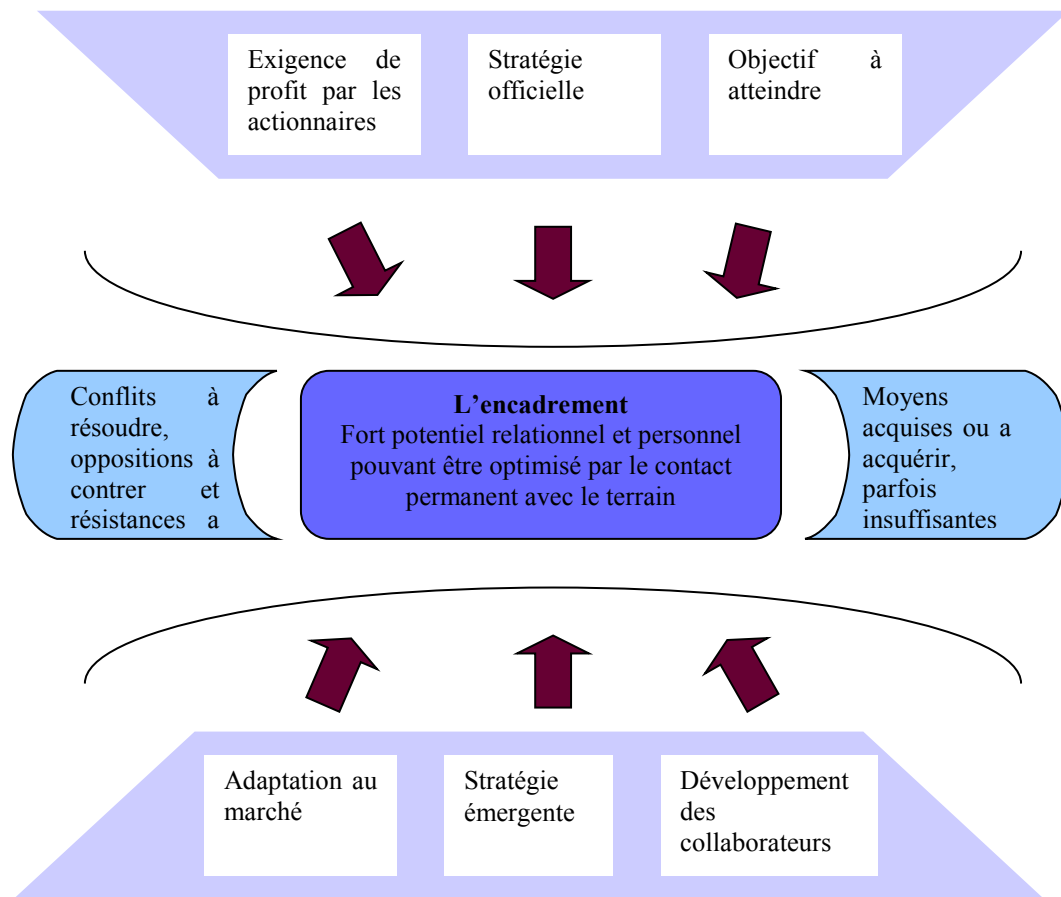 Exigence de
profit par les
actionnaires
Stratégie
officielle
Objectif à
atteindre
Conflits à
résoudre,
oppositions à
contrer et
résistances a
L'encadrement
Fort potentiel relationnel et personnel
pouvant être optimisé par le contact
permanent avec le terrain
Moyens
acquises ou a
acquérir,
parfois
insuffisantes
Adaptation au
marché
Stratégie
émergente
Développement
des
collaborateurs